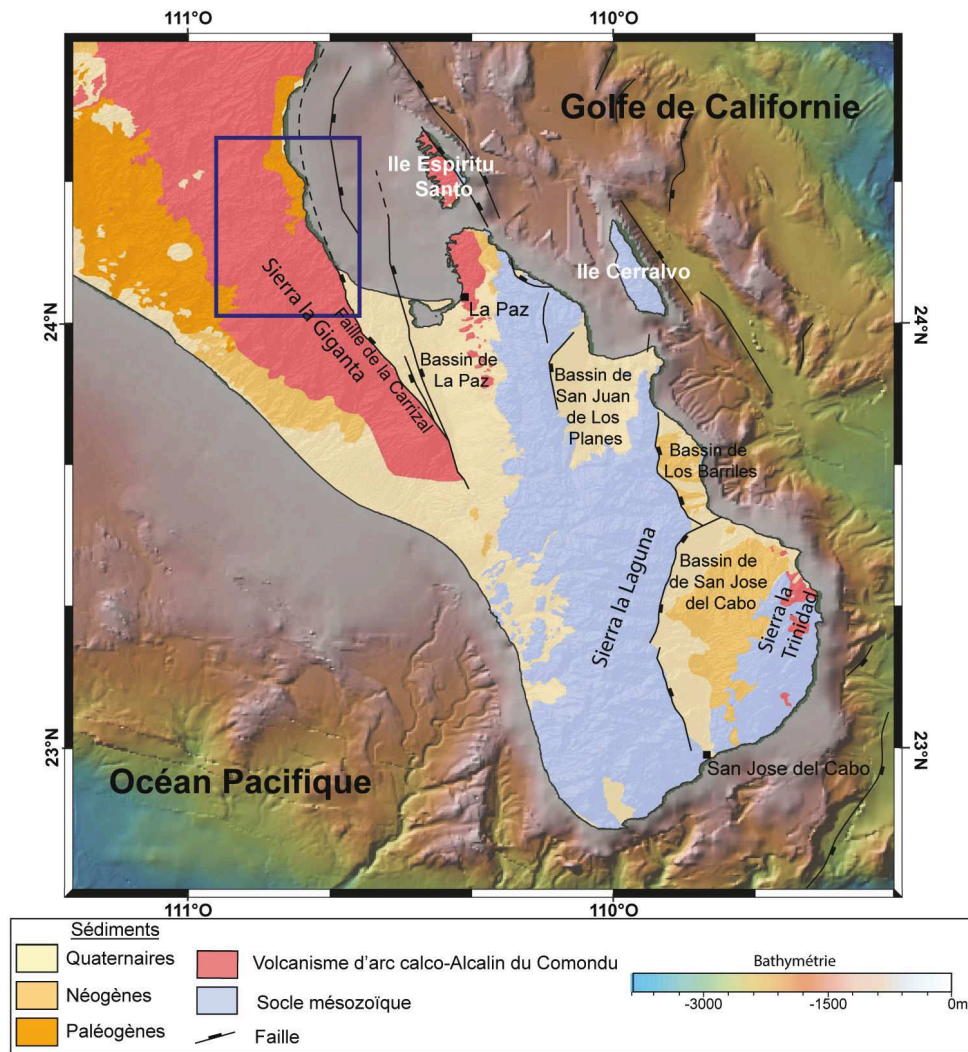 111°O
110°O
Golfe de Californie
Ile Espiritu
Santo
Ile Cerralvo
24°N
24°N
La Paz
Sierra la Giganta
Faille de la Carrizal
Bassin de
La Paz
Bassin de
San Juan
de Los
Planes
Bassin de
Los Barriles
Sierra la Laguna
Bassin de
de San Jose
del Cabo
Sierra la
Trinidad
23°N
23°N
San Jose del Cabo
Océan Pacifique
111°O
110°O
Sédiments
Quaternaires
Néogènes
Paléogènes
Volcanisme d'arc calco-Alcalin du Comondu
Socle mésozoïque
Faille
Bathymétrie
-3000
-1500
0m